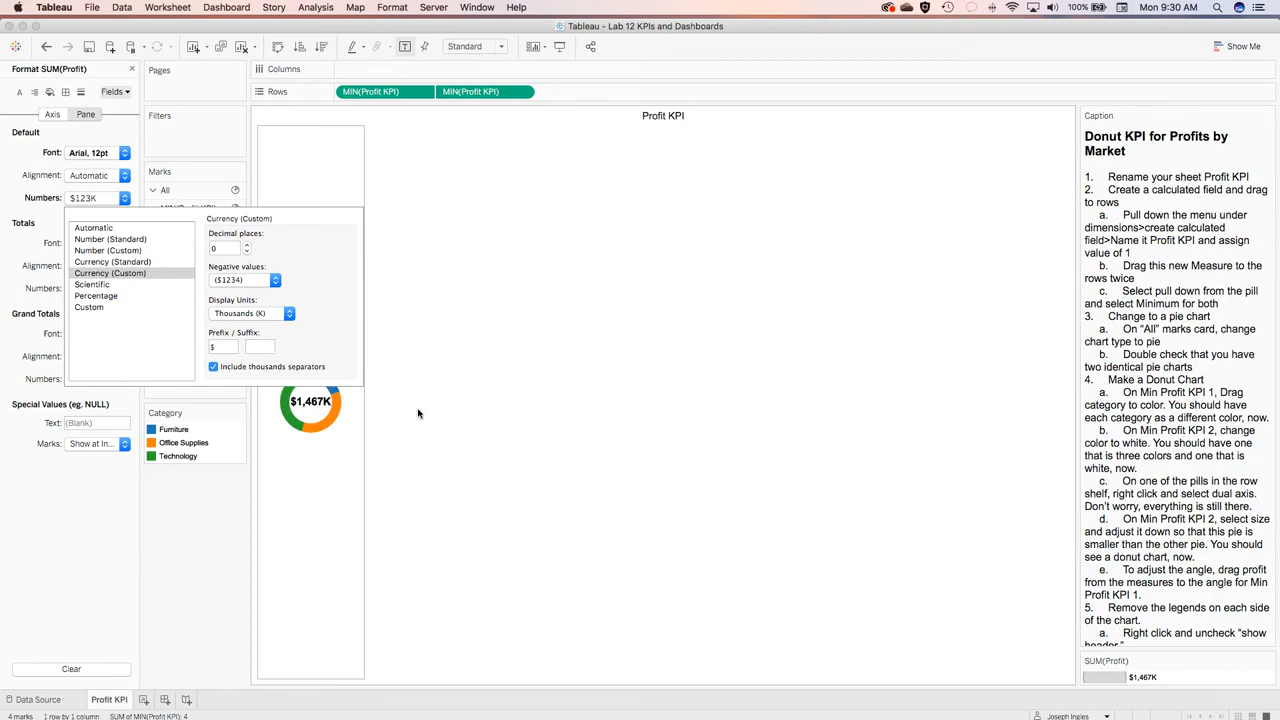 Tableau File Data Worksheet Dashboard Story Analysis Map Format Server Window Help 100% Mon 9:30 AM
Tableau - Lab 12 KPIs and Dashboards
Standard Show Me
Format SUM(Profit) ×
Fields
Axis Pane
Default
Font: Arial, 12pt
Alignment: Automatic
Numbers: $123K
Totals
Font:
Alignment:
Numbers:
Grand Totals
Font:
Alignment:
Numbers:
Special Values (eg. NULL)
Text: (Blank)
Marks: Show at In...
Clear
Pages
Filters
Marks
All
Automatic
Number (Standard)
Number (Custom)
Currency (Standard)
Currency (Custom)
Scientific
Percentage
Custom
Currency (Custom)
Decimal places:
0
Negative values:
($1234)
Display Units:
Thousands (K)
Prefix / Suffix:
$
Include thousands separators
Category
Furniture
Office Supplies
Technology
Columns
Rows MIN(Profit KPI) MIN(Profit KPI)
Profit KPI
$1,467K
Caption
Donut KPI for Profits by
Market
1. Rename your sheet Profit KPI
2. Create a calculated field and drag
to rows
a. Pull down the menu under
dimensions>create calculated
field>Name it Profit KPI and assign
value of 1
b. Drag this new Measure to the
rows twice
c. Select pull down from the pill
and select Minimum for both
3. Change to a pie chart
a. On “All” marks card, change
chart type to pie
b. Double check that you have
two identical pie charts
4. Make a Donut Chart
a. On Min Profit KPI 1, Drag
category to color. You should have
each category as a different color, now.
b. On Min Profit KPI 2, change
color to white. You should have one
that is three colors and one that is
white, now.
c. On one of the pills in the row
shelf, right click and select dual axis.
Don’t worry, everything is still there.
d. On Min Profit KPI 2, select size
and adjust it down so that this pie is
smaller than the other pie. You should
see a donut chart, now.
e. To adjust the angle, drag profit
from the measures to the angle for Min
Profit KPI 1.
5. Remove the legends on each side
of the chart.
a. Right click and uncheck “show
header.”
SUM(Profit)
$1,467K
Data Source Profit KPI
4 marks 1 row by 1 column SUM of MIN(Profit KPI): 4 Joseph Ingles